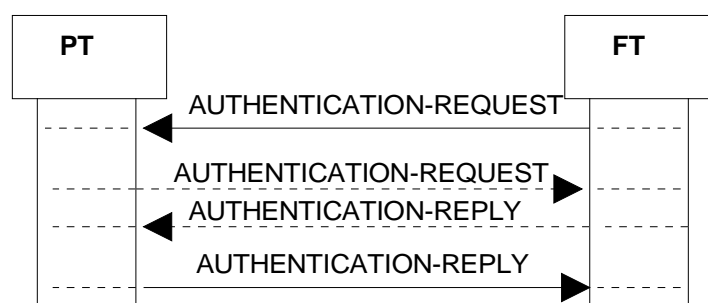 PT
FT
AUTHENTICATION-REQUEST
AUTHENTICATION-REQUEST
AUTHENTICATION-REPLY
AUTHENTICATION-REPLY